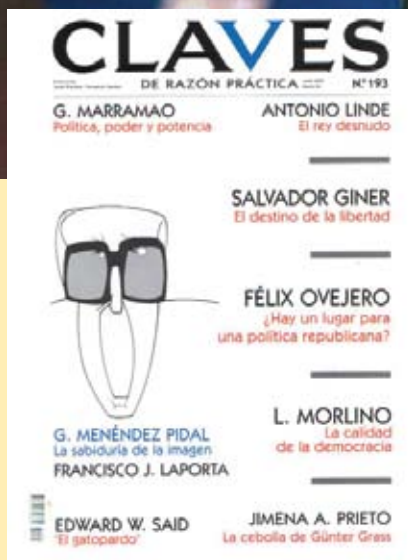 CLAVES
DE RAZÓN PRÁCTICA
Nº 193
G. MARRAMAO
Política, poder y potencia
ANTONIO LINDE
El rey desnudo
SALVADOR GINER
El destino de la libertad
FÉLIX OVEJERO
¿Hay un lugar para
una política republicana?
G. MENÉNDEZ PIDAL
La sabiduría de la imagen
FRANCISCO J. LAPORTA
L. MORLINO
La calidad
de la democracia
EDWARD W. SAID
'El gatopardo'
JIMENA A. PRIETO
La cebolla de Günter Grass